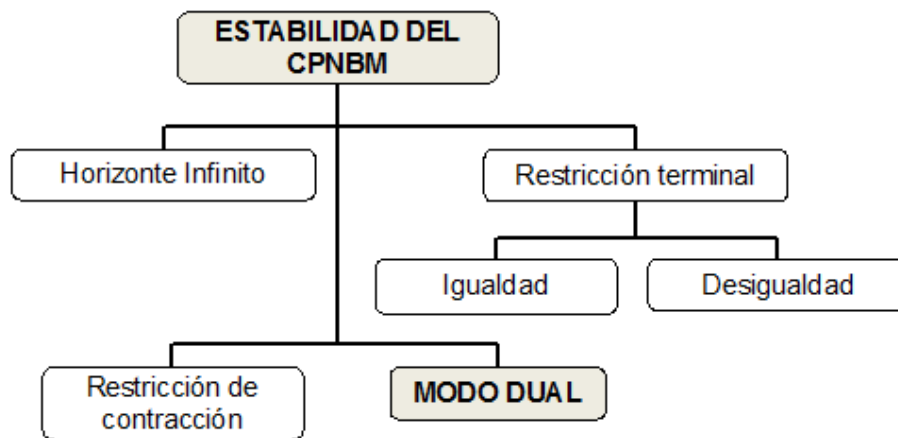 ESTABILIDAD DEL
CPNBM
Horizonte Infinito
Restricción terminal
Igualdad
Desigualdad
Restricción de
contracción
MODO DUAL